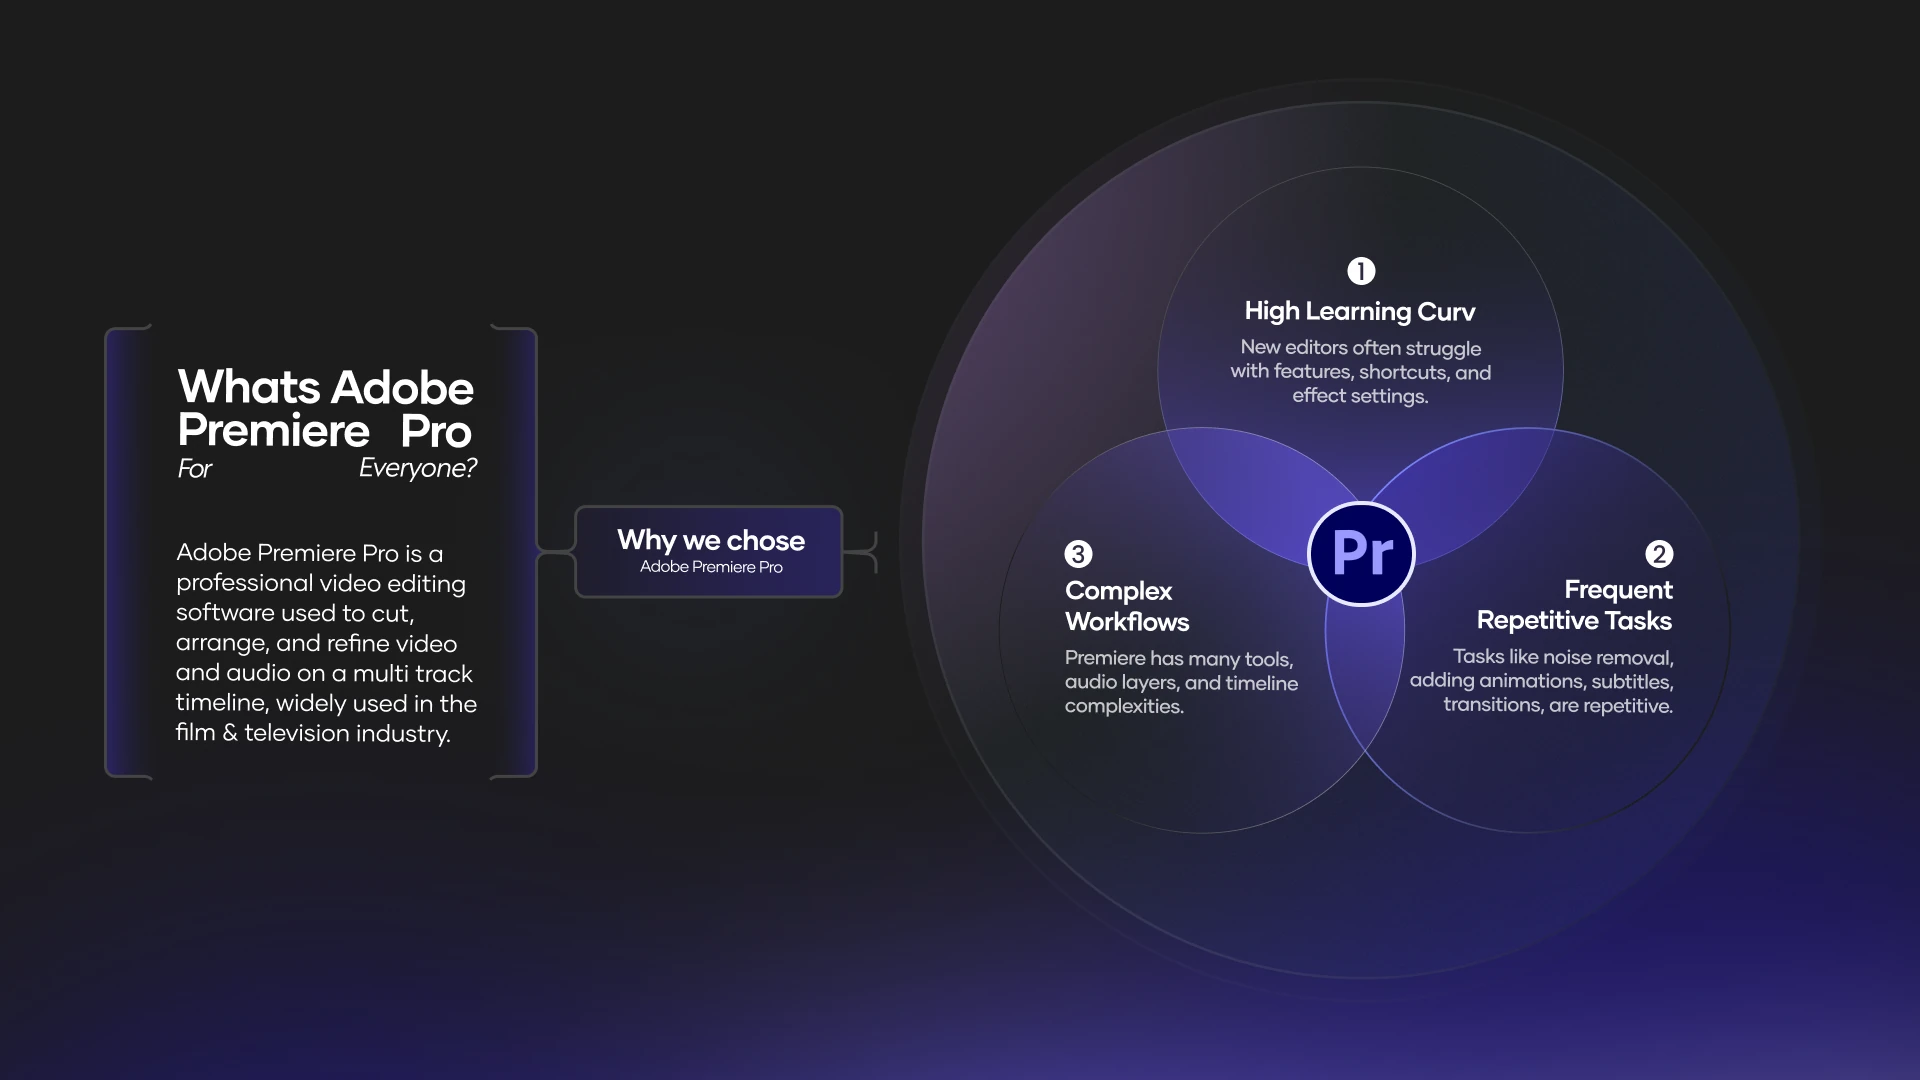 Whats Adobe
Premiere Pro
For Everyone?
Adobe Premiere Pro is a
professional video editing
software used to cut,
arrange, and refine video
and audio on a multi track
timeline, widely used in the
film & television industry.
Why we chose
Adobe Premiere Pro
1
High Learning Curv
New editors often struggle
with features, shortcuts, and
effect settings.
Pr
2
Frequent
Repetitive Tasks
Tasks like noise removal,
adding animations, subtitles,
transitions, are repetitive.
3
Complex
Workflows
Premiere has many tools,
audio layers, and timeline
complexities.